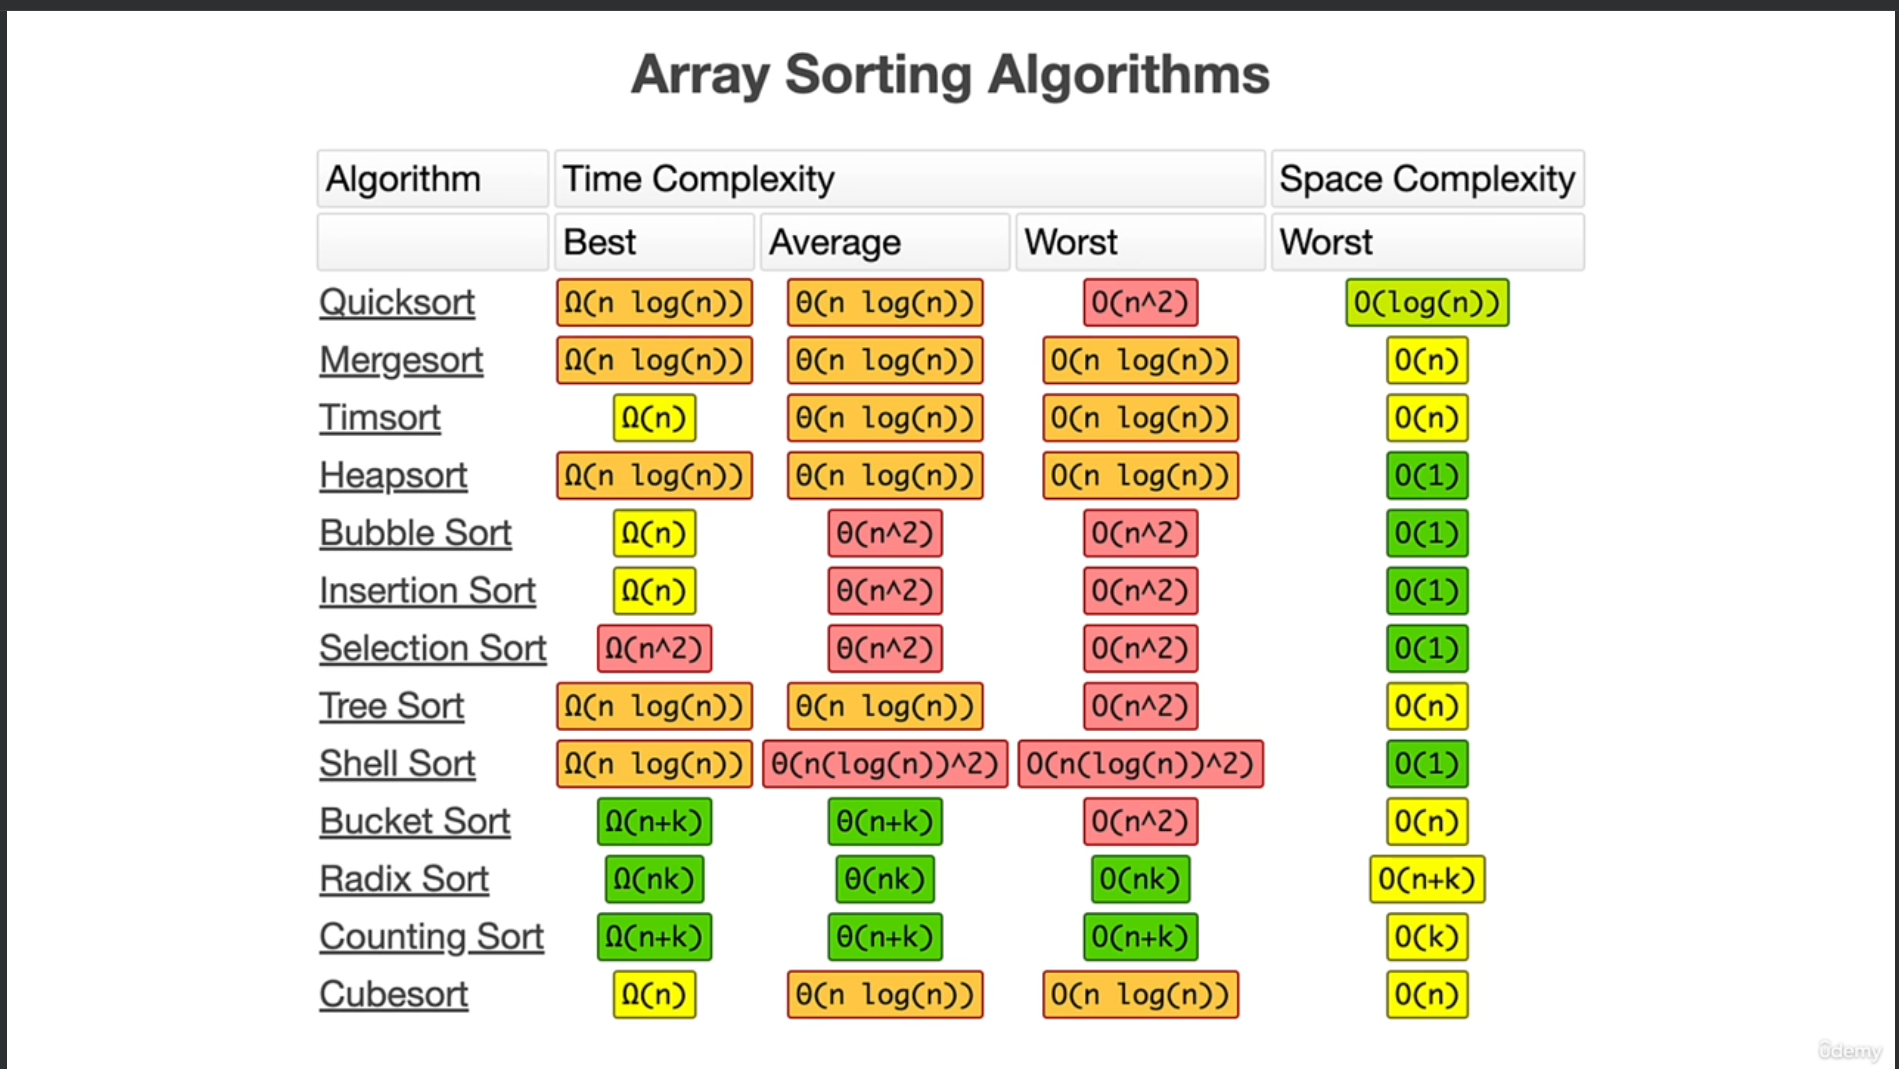 Array Sorting Algorithms
Algorithm Time Complexity Space Complexity
Best Average Worst Worst
Quicksort Ω(n log(n)) Θ(n log(n)) O(n^2) O(log(n))
Mergesort Ω(n log(n)) Θ(n log(n)) O(n log(n)) O(n)
Timsort Ω(n) Θ(n log(n)) O(n log(n)) O(n)
Heapsort Ω(n log(n)) Θ(n log(n)) O(n log(n)) O(1)
Bubble Sort Ω(n) Θ(n^2) O(n^2) O(1)
Insertion Sort Ω(n) Θ(n^2) O(n^2) O(1)
Selection Sort Ω(n^2) Θ(n^2) O(n^2) O(1)
Tree Sort Ω(n log(n)) Θ(n log(n)) O(n^2) O(n)
Shell Sort Ω(n log(n)) Θ(n(log(n))^2) O(n(log(n))^2) O(1)
Bucket Sort Ω(n+k) Θ(n+k) O(n^2) O(n)
Radix Sort Ω(nk) Θ(nk) O(nk) O(n+k)
Counting Sort Ω(n+k) Θ(n+k) O(n+k) O(k)
Cubesort Ω(n) Θ(n log(n)) O(n log(n)) O(n)
ûdemy